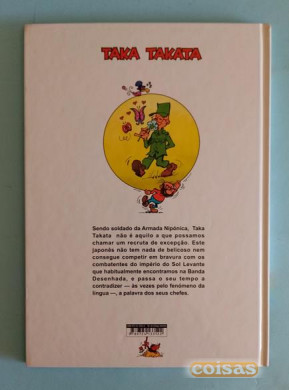 TAKA TAKATA
Sendo soldado da Armada Nipónica, Taka
Takata não é aquilo a que possamos
chamar um recruta de excepção. Este
japonês não tem nada de belicoso nem
consegue competir em bravura com os
combatentes do império do Sol Levante
que habitualmente encontramos na Banda
Desenhada, e passa o seu tempo a
contradizer — às vezes pelo fenómeno da
língua —, a palavra dos seus chefes.
coisas